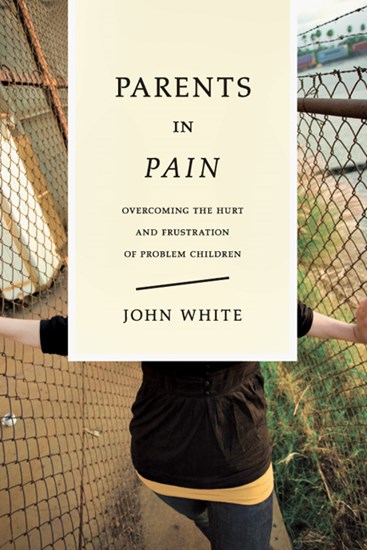 PARENTS
IN
PAIN
OVERCOMING THE HURT
AND FRUSTRATION
OF PROBLEM CHILDREN
JOHN WHITE